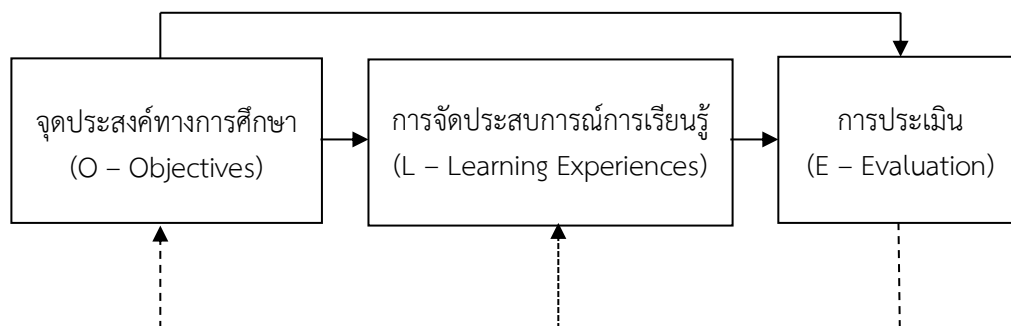 จุดประสงค์ทางการศึกษา
(O – Objectives)
การจัดประสบการณ์การเรียนรู้
(L – Learning Experiences)
การประเมิน
(E – Evaluation)